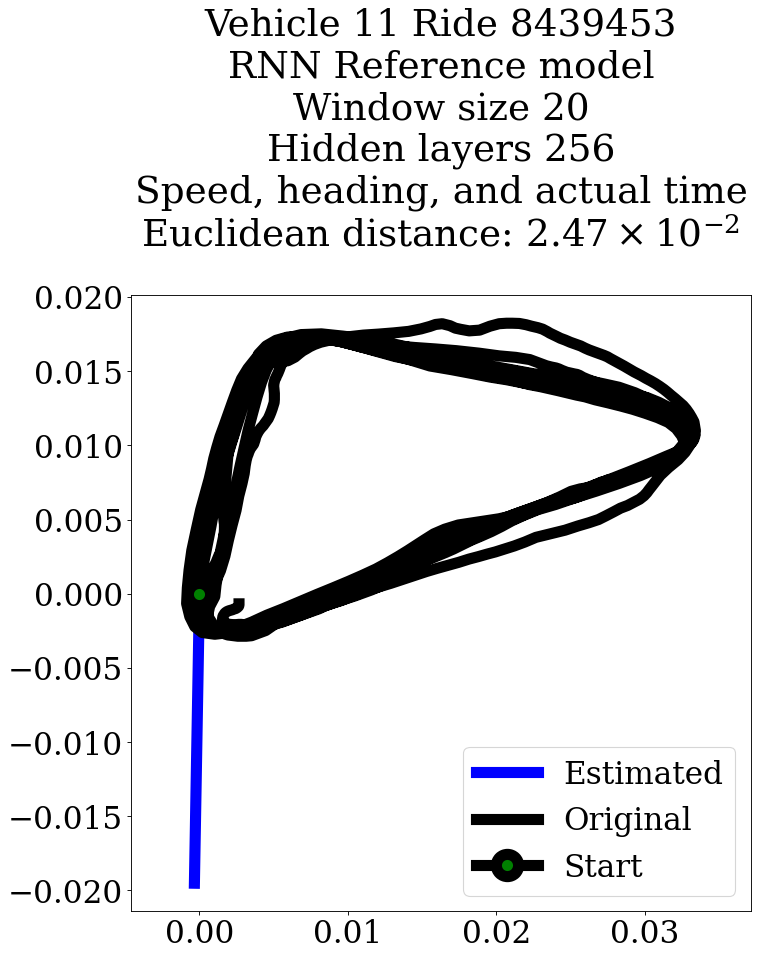 Vehicle 11 Ride 8439453
RNN Reference model
Window size 20
Hidden layers 256
Speed, heading, and actual time
Euclidean distance: 2.47 × 10⁻²
0.020
0.015
0.010
0.005
0.000
−0.005
−0.010
−0.015
−0.020
0.00 0.01 0.02 0.03
Estimated
Original
Start